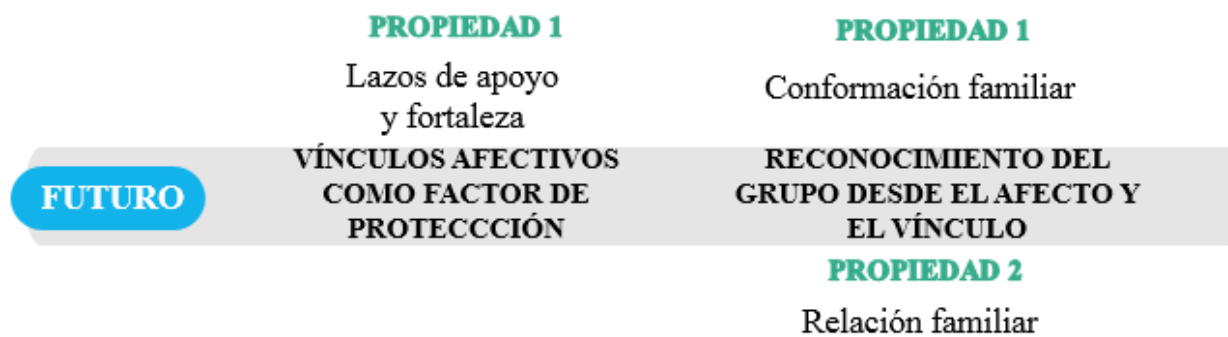 PROPIEDAD 1
Lazos de apoyo
y fortaleza
PROPIEDAD 1
Conformación familiar
FUTURO
VÍNCULOS AFECTIVOS
COMO FACTOR DE
PROTECCCIÓN
RECONOCIMIENTO DEL
GRUPO DESDE EL AFECTO Y
EL VÍNCULO
PROPIEDAD 2
Relación familiar